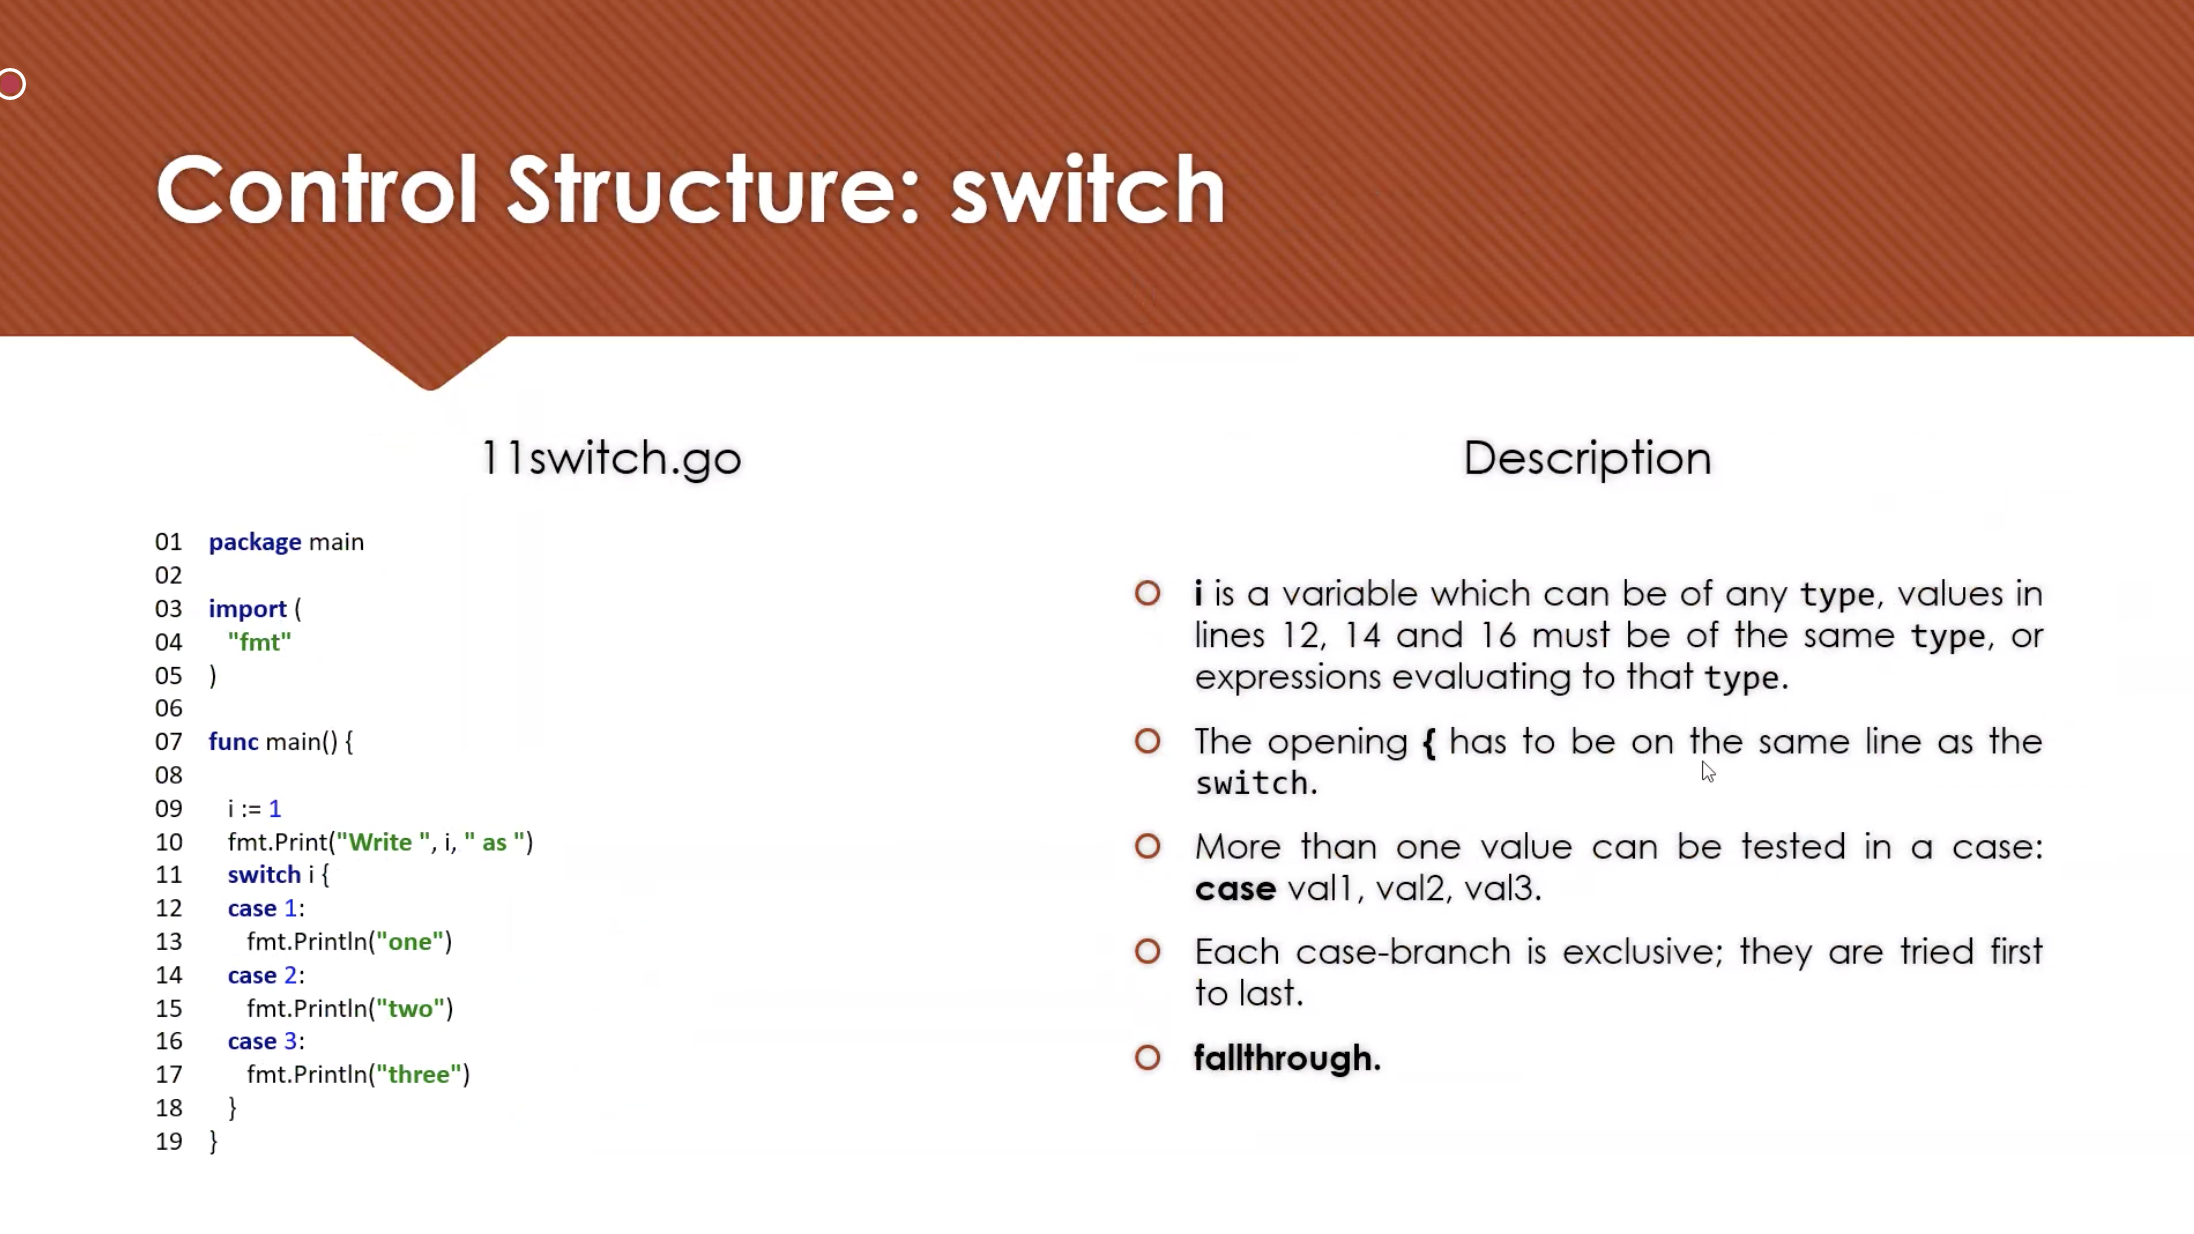 Control Structure: switch
11switch.go
01 package main
02
03 import (
04 "fmt"
05 )
06
07 func main() {
08
09 i := 1
10 fmt.Print("Write ", i, " as ")
11 switch i {
12 case 1:
13 fmt.Println("one")
14 case 2:
15 fmt.Println("two")
16 case 3:
17 fmt.Println("three")
18 }
19 }
Description
i is a variable which can be of any type, values in
lines 12, 14 and 16 must be of the same type, or
expressions evaluating to that type.
The opening { has to be on the same line as the
switch.
More than one value can be tested in a case:
case val1, val2, val3.
Each case-branch is exclusive; they are tried first
to last.
fallthrough.